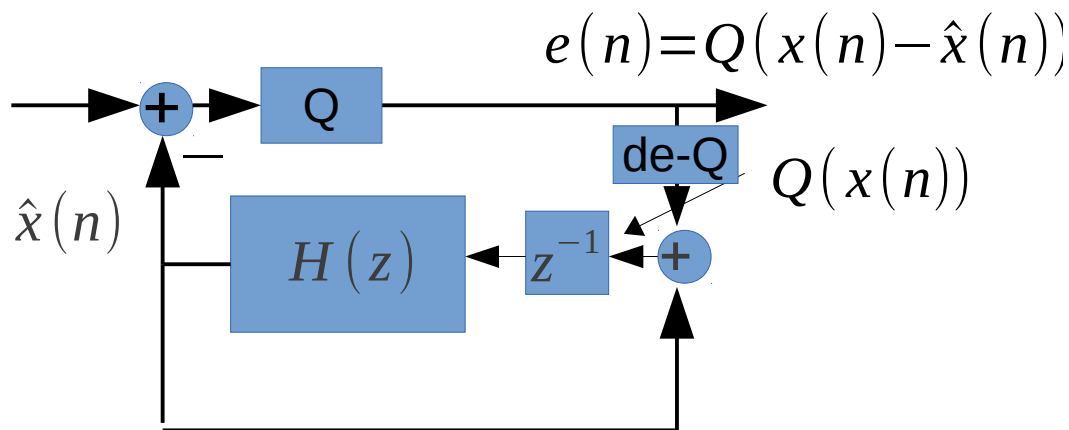 e(n)=Q(x(n)−x̂(n))
+ Q
− de-Q
Q(x(n))
x̂(n)
H(z) z⁻¹ +